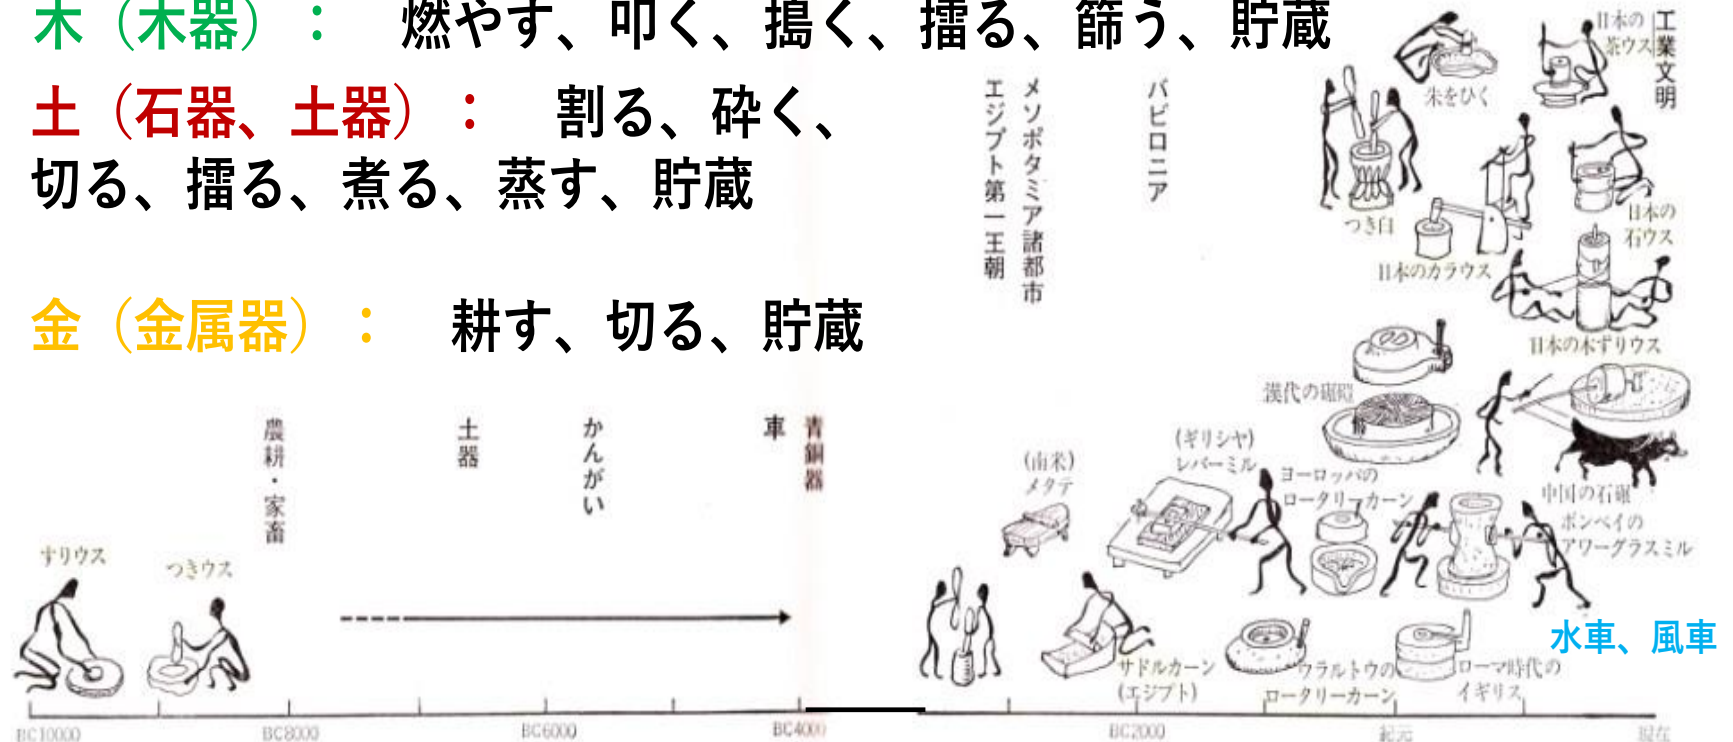 木（木器）：　燃やす、叩く、搗く、擂る、篩う、貯蔵
土（石器、土器）：　割る、砕く、
切る、擂る、煮る、蒸す、貯蔵
金（金属器）：　耕す、切る、貯蔵
工業文明
日本の
茶ウス
朱をひく
バビロニア
メソポタミア諸都市
エジプト第一王朝
つき臼
日本の
石ウス
日本のカラウス
日本の木ずりウス
漢代の
中国の石碾
(ギリシヤ)
レバーミル
ヨーロッパの
ロータリーカーン
(南米)
メタテ
ポンペイの
アワーグラスミル
青銅器
車
かんがい
土器
農耕・家畜
すりウス
つきウス
水車、風車
サドルカーン
(エジプト)
ウラルトウの
ロータリーカーン
ローマ時代の
イギリス
BC10000
BC8000
BC6000
BC4000
BC2000
紀元
現在